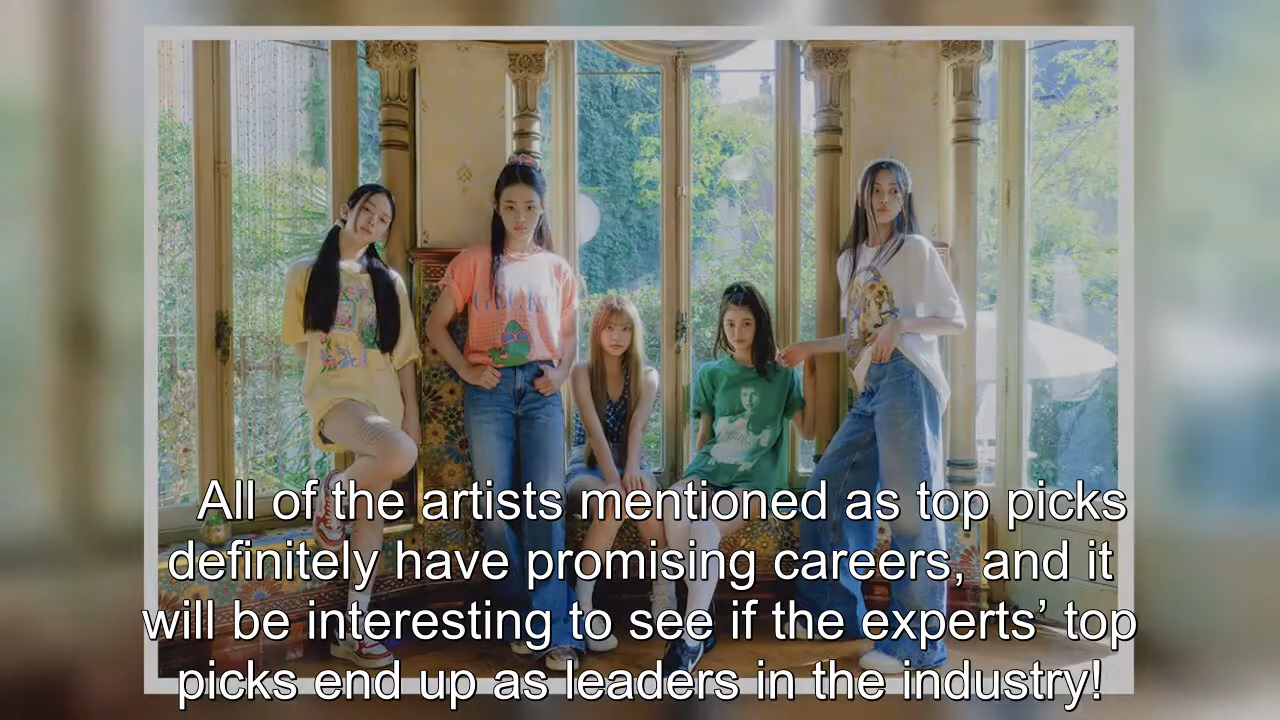 All of the artists mentioned as top picks
definitely have promising careers, and it
will be interesting to see if the experts’ top
picks end up as leaders in the industry!